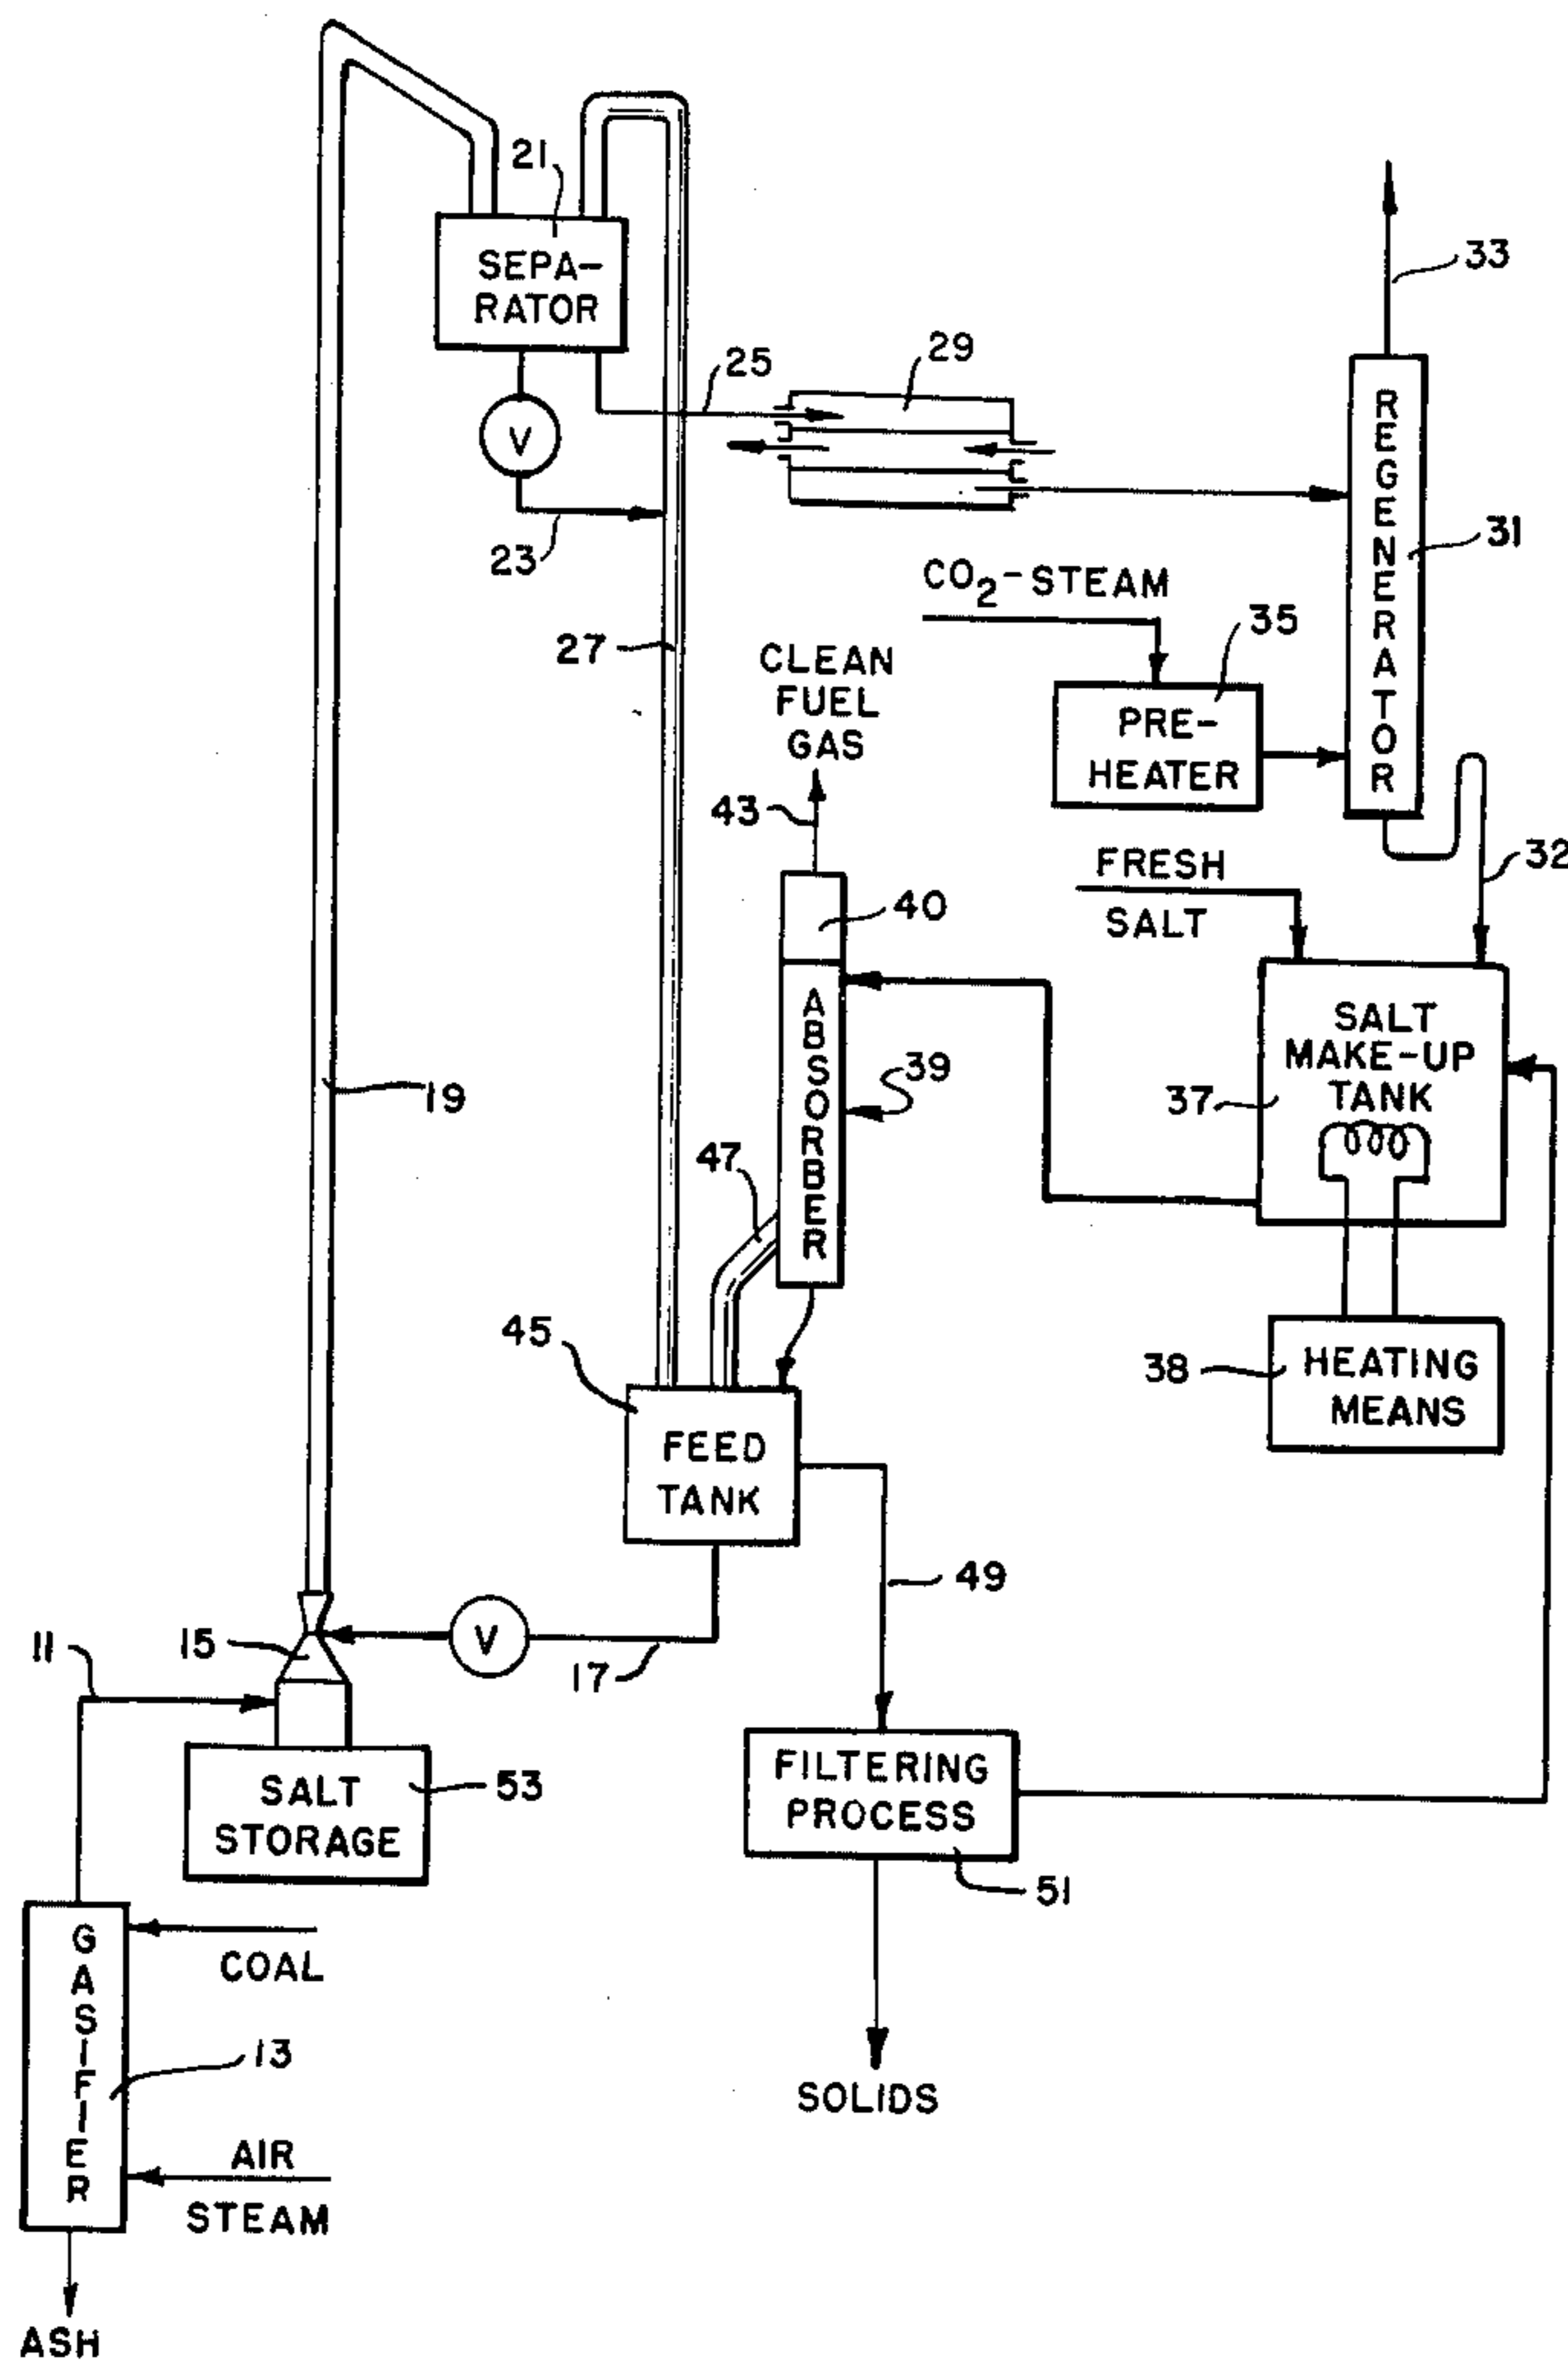 21
SEPA-
RATOR
33
25
29
V
23
REGENERATOR
31
CO2-STEAM
35
27
CLEAN
FUEL
GAS
PRE-
HEATER
43
32
FRESH
SALT
40
ABSORBER
SALT
MAKE-UP
TANK
39
37
19
47
45
38
HEATING
MEANS
FEED
TANK
49
15
V
17
11
FILTERING
PROCESS
53
SALT
STORAGE
51
GASIFIER
COAL
13
SOLIDS
AIR
STEAM
ASH